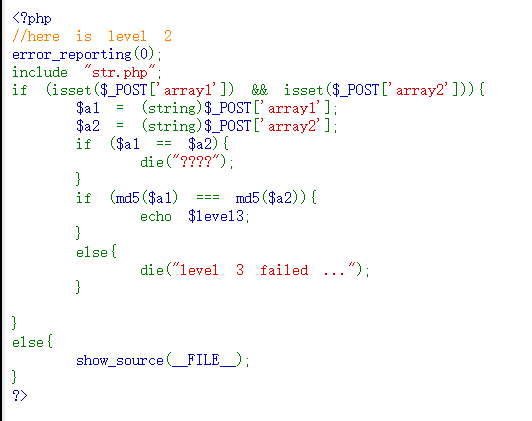 <?php
//here is level 2
error_reporting(0);
include "str.php";
if (isset($_POST['array1']) && isset($_POST['array2'])){
        $a1 = (string)$_POST['array1'];
        $a2 = (string)$_POST['array2'];
        if ($a1 == $a2){
                die("????");
        }
        if (md5($a1) === md5($a2)){
                echo $level3;
        }
        else{
                die("level 3 failed ...");
        }

}
else{
        show_source(__FILE__);
}
?>